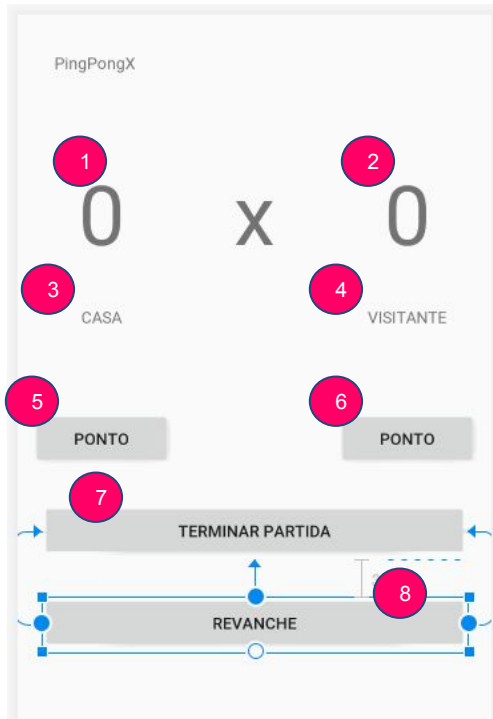 PingPongX
1 2
0 x 0
3 4
CASA VISITANTE
5 6
PONTO PONTO
7
TERMINAR PARTIDA
8
REVANCHE